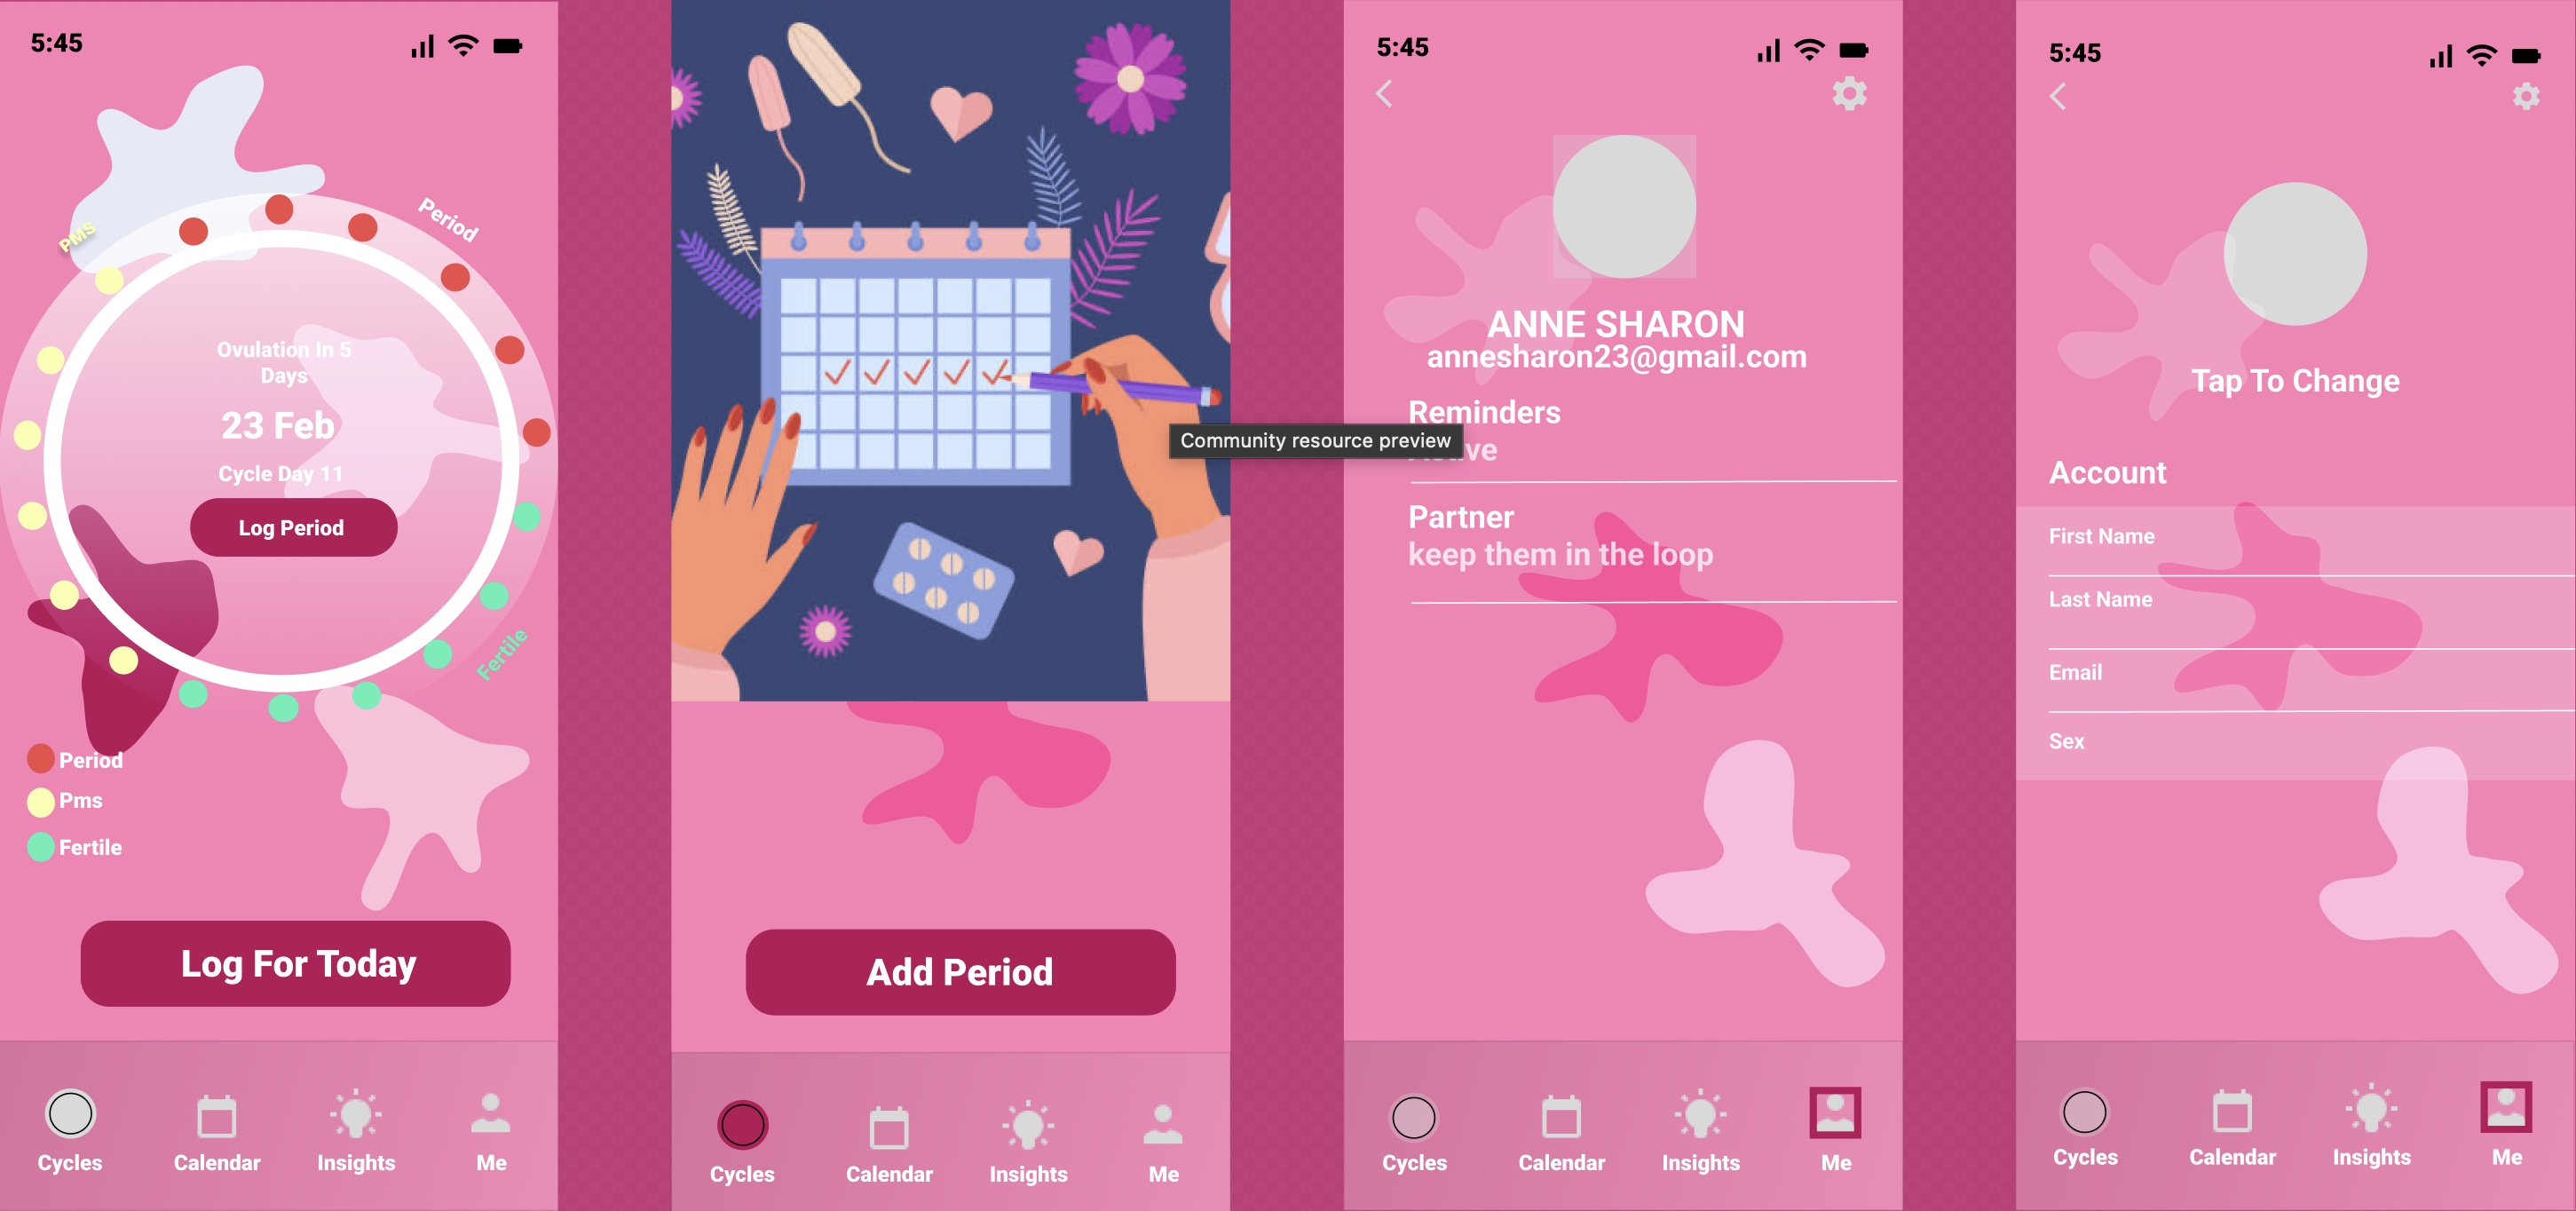 5:45
PMS
Period
Ovulation In 5
Days
23 Feb
Cycle Day 11
Log Period
Fertile
Period
Pms
Fertile
Log For Today
Cycles
Calendar
Insights
Me
Add Period
Cycles
Calendar
Insights
Me
5:45
ANNE SHARON
annesharon23@gmail.com
Reminders
Community resource preview
Partner
keep them in the loop
Cycles
Calendar
Insights
Me
5:45
Tap To Change
Account
First Name
Last Name
Email
Sex
Cycles
Calendar
Insights
Me